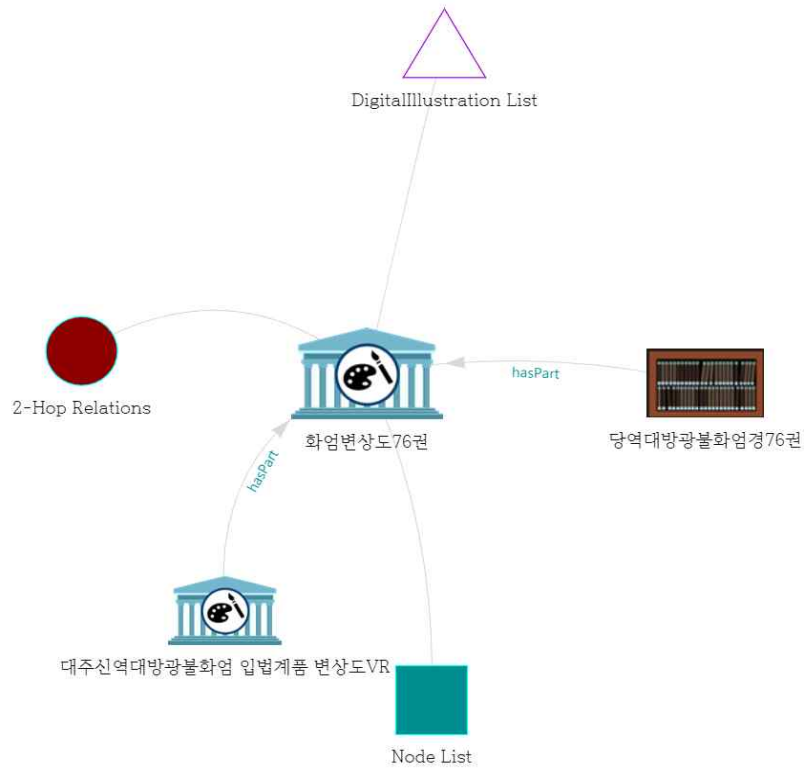 DigitalIllustration List
hasPart
2-Hop Relations
화엄변상도76권
당역대방광불화엄경76권
hasPart
대주신역대방광불화엄 입법계품 변상도VR
Node List